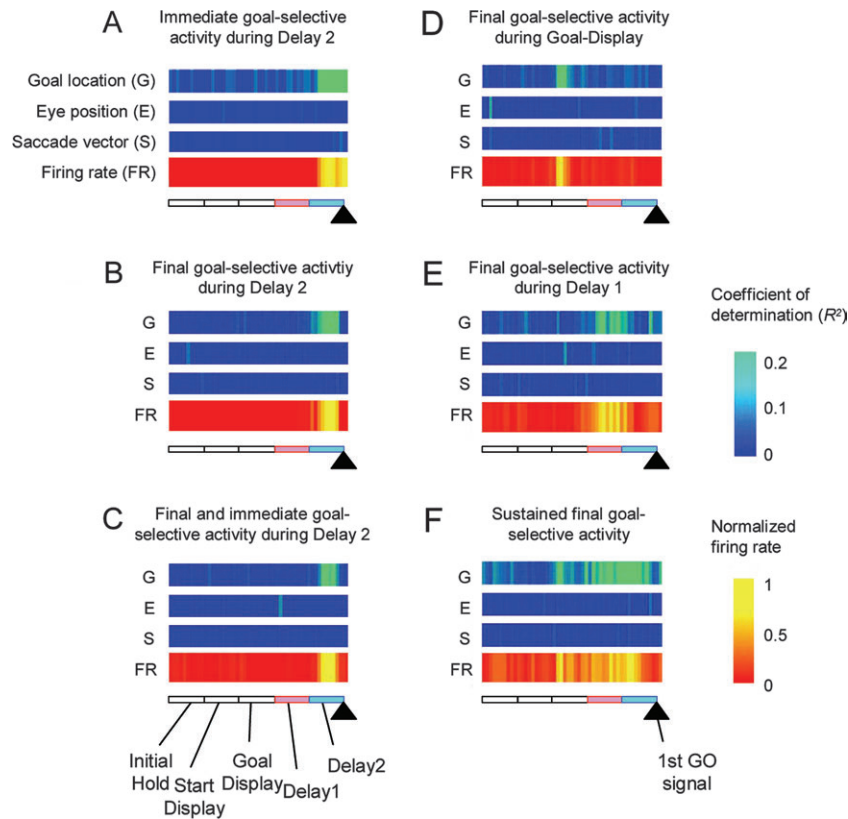 A
Immediate goal-selective
activity during Delay 2
Goal location (G)
Eye position (E)
Saccade vector (S)
Firing rate (FR)
D
Final goal-selective activity
during Goal-Display
G
E
S
FR
B
Final goal-selective activtiy
during Delay 2
G
E
S
FR
E
Final goal-selective activity
during Delay 1
G
E
S
FR
Coefficient of
determination (R²)
0.2
0.1
0
C
Final and immediate goal-
selective activity during Delay 2
G
E
S
FR
Initial
Hold
Start
Display
Goal
Display
Delay1
Delay2
F
Sustained final goal-
selective activity
G
E
S
FR
1st GO
signal
Normalized
firing rate
1
0.5
0